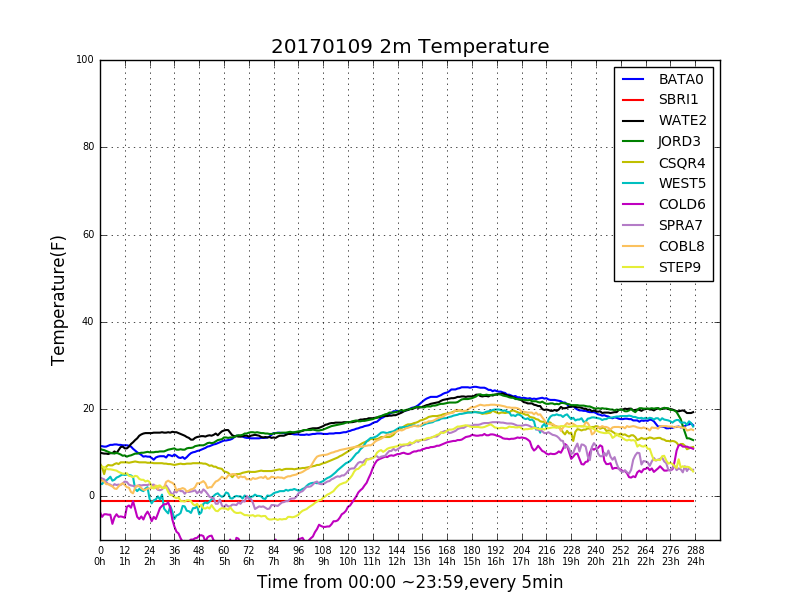 20170109 2m Temperature
100
80
60
40
20
0
Temperature(F)
BATA0
SBRI1
WATE2
JORD3
CSQR4
WEST5
COLD6
SPRA7
COBL8
STEP9
0 12 24 36 48 60 72 84 96 108 120 132 144 156 168 180 192 204 216 228 240 252 264 276 288
0h 1h 2h 3h 4h 5h 6h 7h 8h 9h 10h 11h 12h 13h 14h 15h 16h 17h 18h 19h 20h 21h 22h 23h 24h
Time from 00:00 ~23:59,every 5min